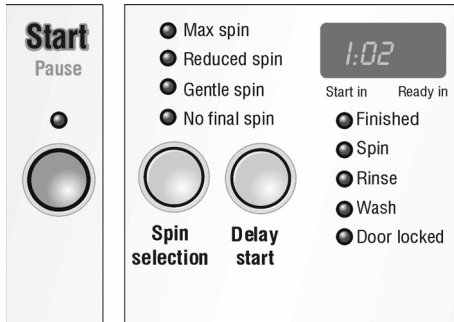 Start
Pause
Max spin
Reduced spin
Gentle spin
No final spin
Spin
selection
Delay
start
1:02
Start in Ready in
Finished
Spin
Rinse
Wash
Door locked